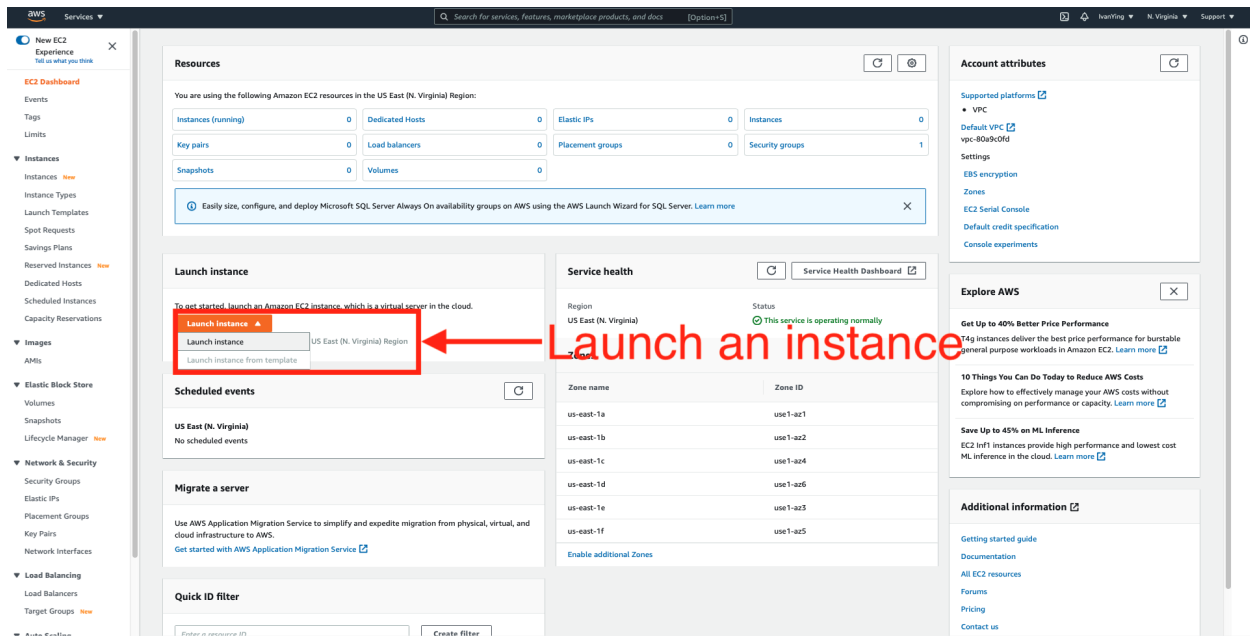 aws
Services ▼
Search for services, features, marketplace products, and docs [Option+S]
IvanYing ▼
N. Virginia ▼
Support ▼
New EC2
Experience
Tell us what you think
EC2 Dashboard
Events
Tags
Limits
Instances
Instances New
Instance Types
Launch Templates
Spot Requests
Savings Plans
Reserved Instances New
Dedicated Hosts
Scheduled Instances
Capacity Reservations
Images
AMIs
Elastic Block Store
Volumes
Snapshots
Lifecycle Manager New
Network & Security
Security Groups
Elastic IPs
Placement Groups
Key Pairs
Network Interfaces
Load Balancing
Load Balancers
Target Groups New
Auto Scaling
Resources
You are using the following Amazon EC2 resources in the US East (N. Virginia) Region:
Instances (running) 0
Dedicated Hosts 0
Elastic IPs 0
Instances 0
Key pairs 0
Load balancers 0
Placement groups 0
Security groups 1
Snapshots 0
Volumes 0
Easily size, configure, and deploy Microsoft SQL Server Always On availability groups on AWS using the AWS Launch Wizard for SQL Server. Learn more
Launch instance
To get started, launch an Amazon EC2 instance, which is a virtual server in the cloud.
Launch instance ▲
Launch instance
US East (N. Virginia) Region
Launch instance from template
Launch an instance
Scheduled events
US East (N. Virginia)
No scheduled events
Migrate a server
Use AWS Application Migration Service to simplify and expedite migration from physical, virtual, and
cloud infrastructure to AWS.
Get started with AWS Application Migration Service
Quick ID filter
Enter a resource ID
Create filter
Service health
Service Health Dashboard
Region
Status
US East (N. Virginia)
This service is operating normally
Zone name
Zone ID
us-east-1a use1-az1
us-east-1b use1-az2
us-east-1c use1-az4
us-east-1d use1-az6
us-east-1e use1-az3
us-east-1f use1-az5
Enable additional Zones
Account attributes
Supported platforms
• VPC
Default VPC
vpc-80a9c0fd
Settings
EBS encryption
Zones
EC2 Serial Console
Default credit specification
Console experiments
Explore AWS
Get Up to 40% Better Price Performance
T4g instances deliver the best price performance for burstable
general purpose workloads in Amazon EC2. Learn more
10 Things You Can Do Today to Reduce AWS Costs
Explore how to effectively manage your AWS costs without
compromising on performance or capacity. Learn more
Save Up to 45% on ML Inference
EC2 Inf1 instances provide high performance and lowest cost
ML inference in the cloud. Learn more
Additional information
Getting started guide
Documentation
All EC2 resources
Forums
Pricing
Contact us